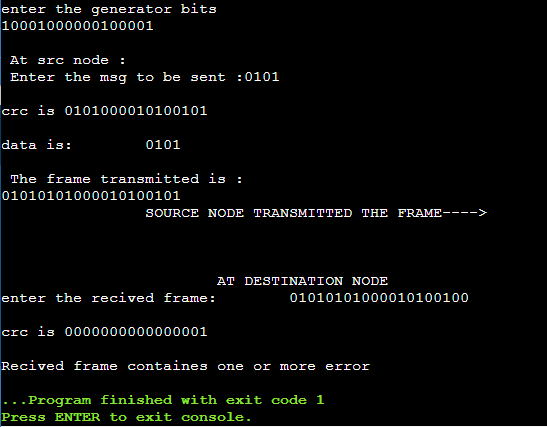 enter the generator bits
10001000000100001
At src node :
Enter the msg to be sent :0101
crc is 0101000010100101
data is: 0101
The frame transmitted is :
01010101000010100101
SOURCE NODE TRANSMITTED THE FRAME---->
AT DESTINATION NODE
enter the recived frame: 01010101000010100100
crc is 0000000000000001
Recived frame containes one or more error
...Program finished with exit code 1
Press ENTER to exit console.